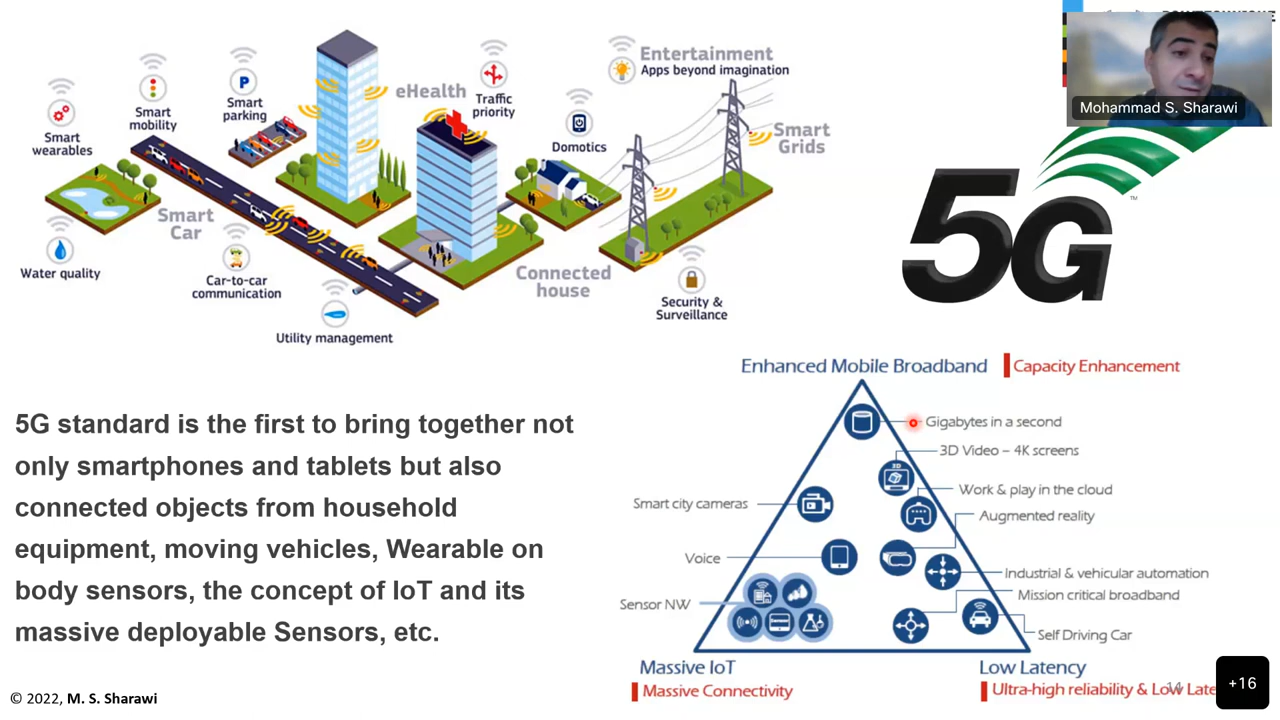 Mohammad S. Sharawi
Entertainment
Apps beyond imagination
eHealth
Traffic
priority
Smart
mobility
Smart
parking
P
Smart
wearables
Domotics
Smart
Grids
Smart
Car
Water quality
Car-to-car
communication
Utility management
Connected
house
Security &
Surveillance
5G
TM
5G standard is the first to bring together not
only smartphones and tablets but also
connected objects from household
equipment, moving vehicles, Wearable on
body sensors, the concept of IoT and its
massive deployable Sensors, etc.
Enhanced Mobile Broadband
Capacity Enhancement
Gigabytes in a second
3D
3D Video – 4K screens
Work & play in the cloud
Smart city cameras
Augmented reality
Voice
Industrial & vehicular automation
Mission critical broadband
Sensor NW
Self Driving Car
Massive IoT
Massive Connectivity
Low Latency
Ultra-high reliability & Low Late
+16
© 2022, M. S. Sharawi